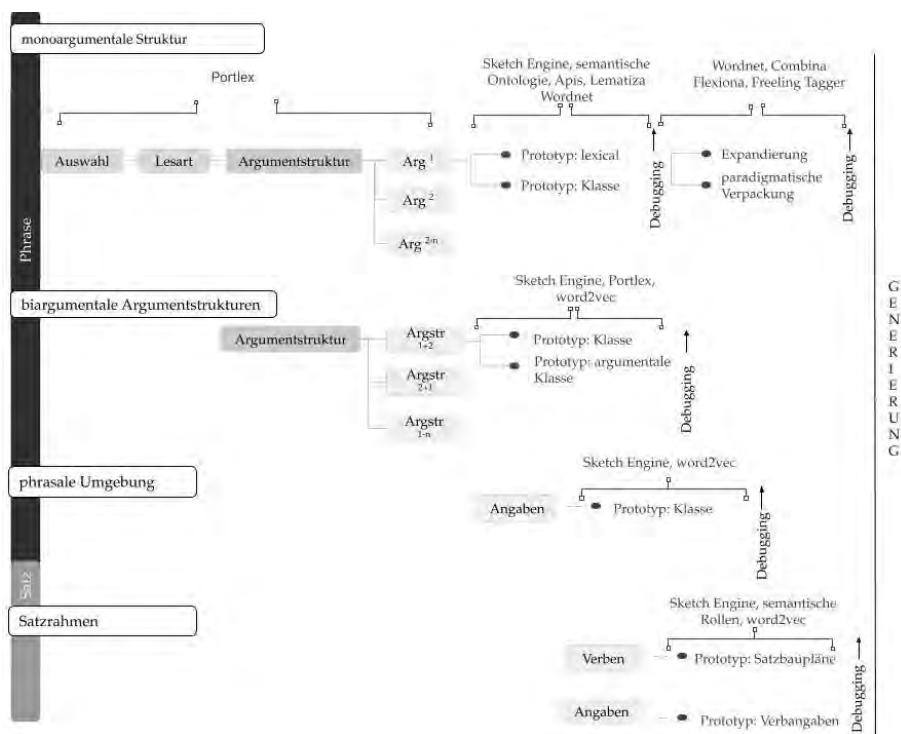 monoargumentale Struktur
Portlex
Sketch Engine, semantische
Ontologie, Apis, Lematiza
Wordnet
Wordnet, Combina
Flexiona, Freeling Tagger
Auswahl
Lesart
Argumentstruktur
Arg 1
Arg 2
Arg 2-n
Prototyp: lexical
Prototyp: Klasse
Debugging
Expandierung
paradigmatische
Verpackung
Debugging
Phrase
biargumentale Argumentstrukturen
Sketch Engine, Portlex,
word2vec
Argumentstruktur
Argstr
1+2
Argstr
2+1
Argstr
1-n
Prototyp: Klasse
Prototyp: argumentale
Klasse
Debugging
GENERIERUNG
phrasale Umgebung
Sketch Engine, word2vec
Angaben
Prototyp: Klasse
Debugging
Satz
Satzrahmen
Sketch Engine, semantische
Rollen, word2vec
Verben
Prototyp: Satzbaupläne
Angaben
Prototyp: Verbangaben
Debugging